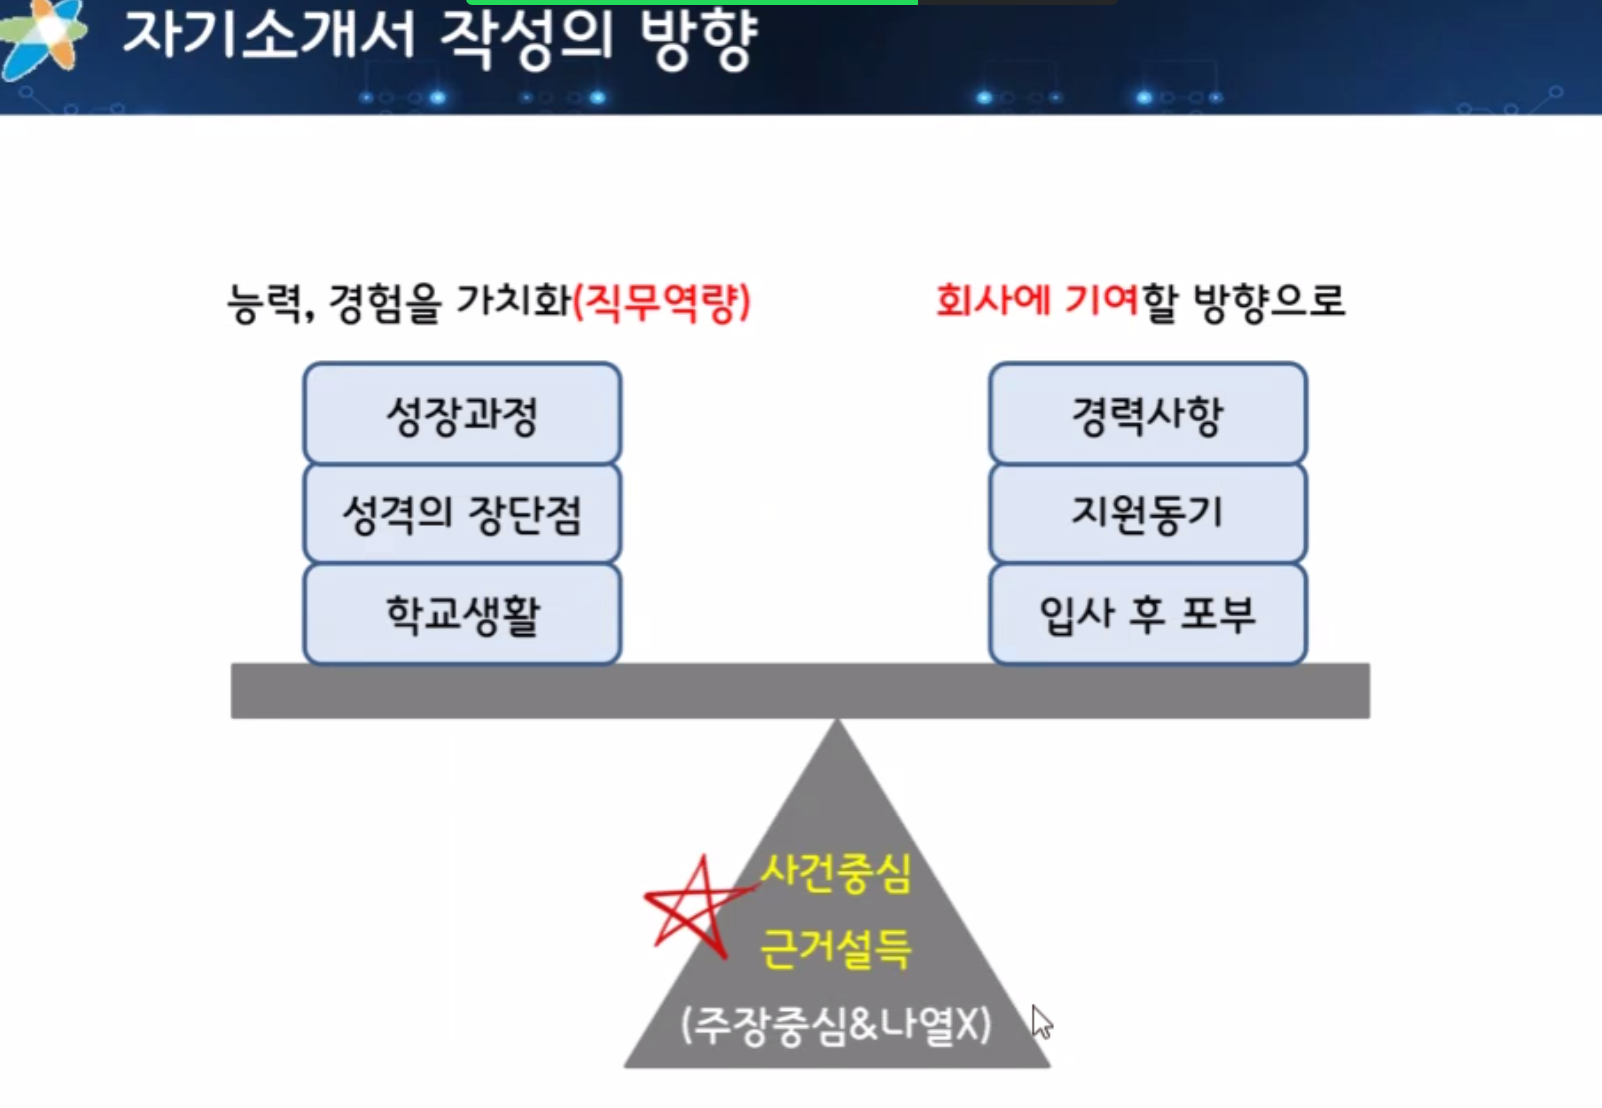 자기소개서 작성의 방향
능력, 경험을 가치화(직무역량)
회사에 기여할 방향으로
성장과정
성격의 장단점
학교생활
경력사항
지원동기
입사 후 포부
사건중심
근거설득
(주장중심&나열X)